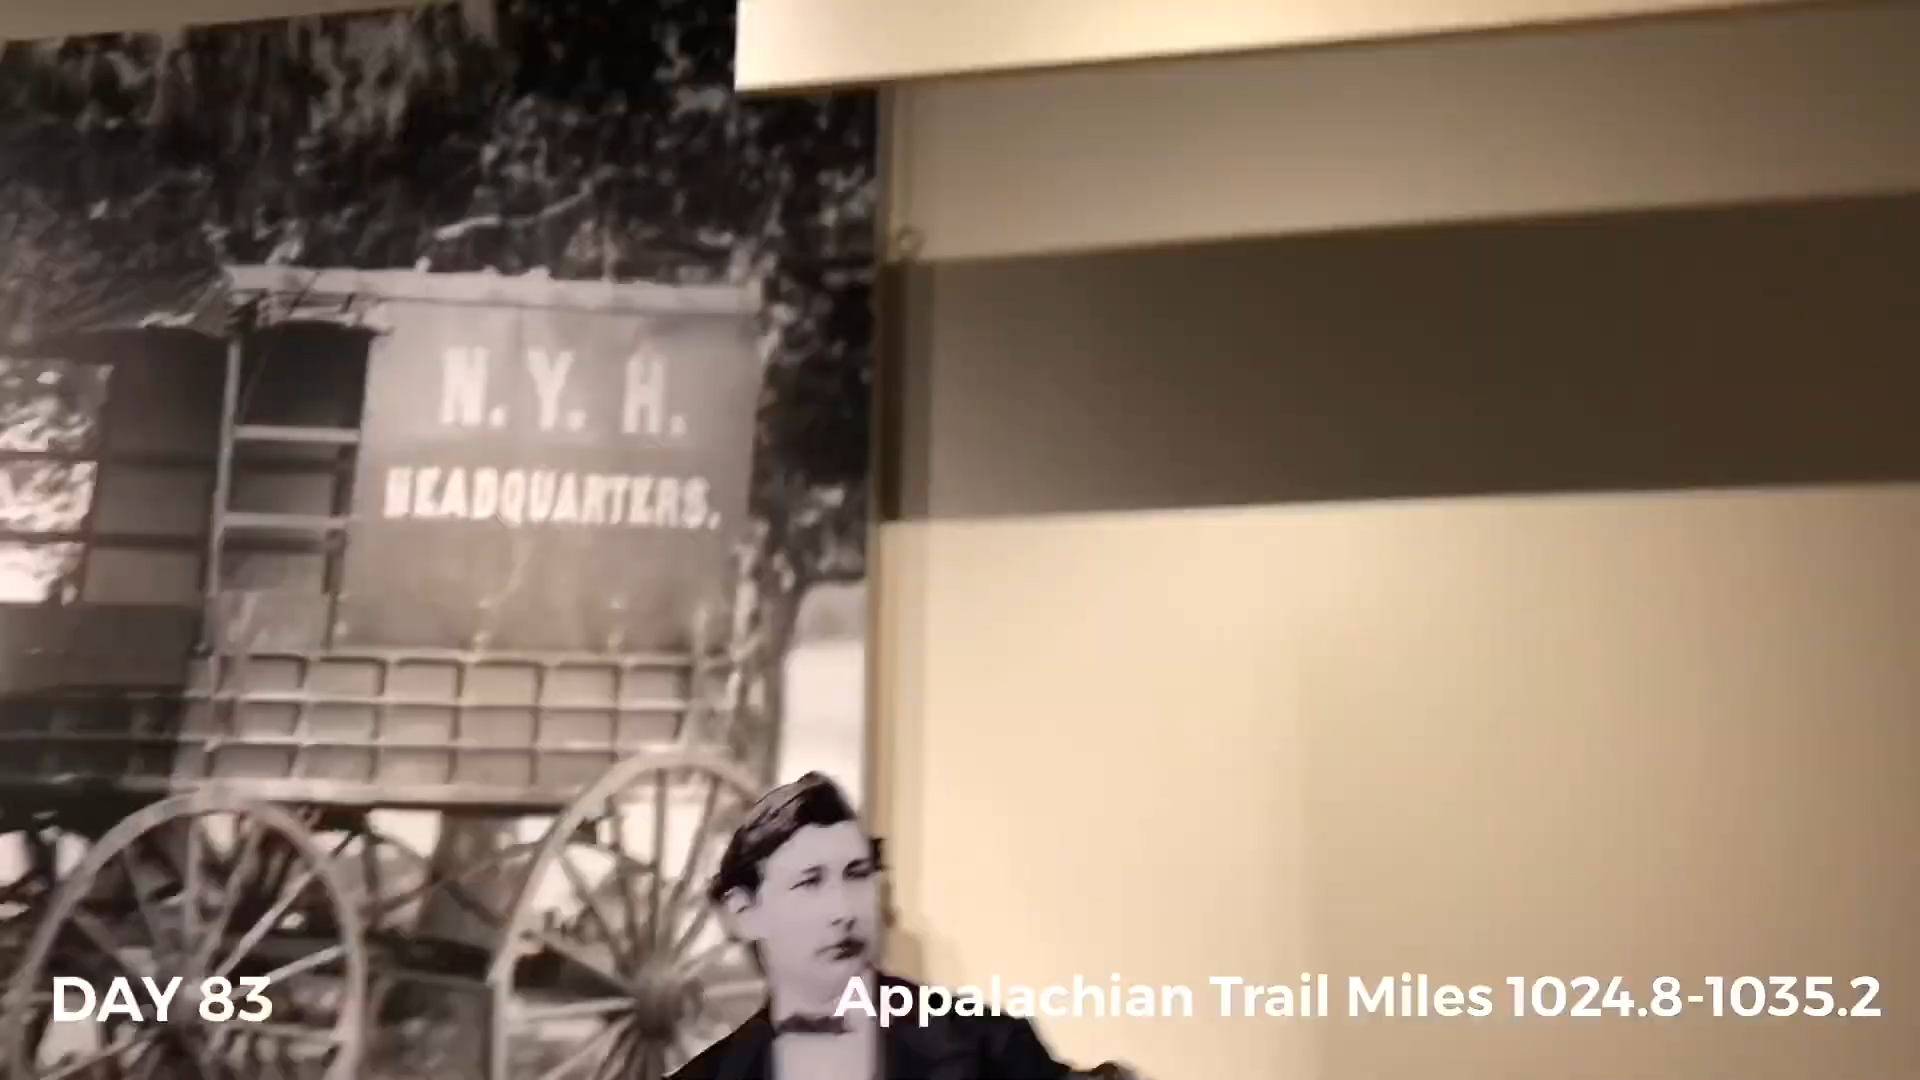 N. Y. H.
HEADQUARTERS.
DAY 83
Appalachian Trail Miles 1024.8-1035.2